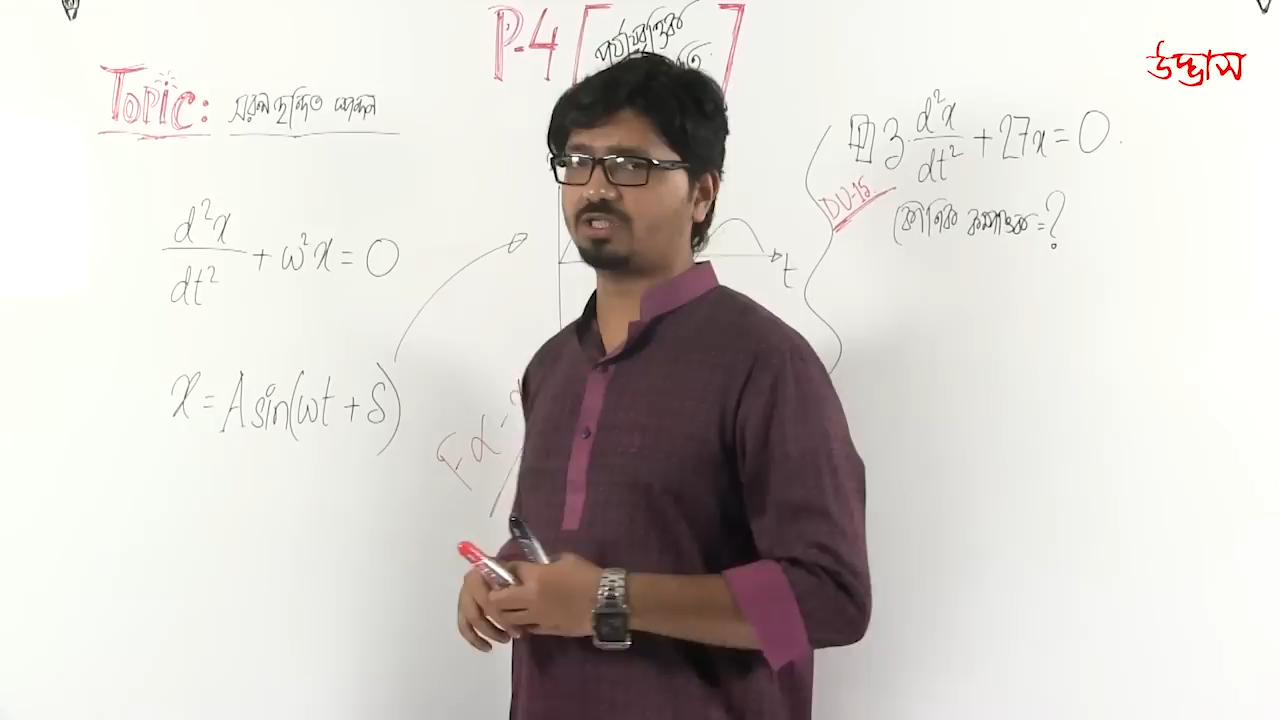 P-4 [পর্যাবৃত্তিক
উদ্ভাস
Topic: সরল ছন্দিত স্পন্দন
3 d²x/dt² + 27x = 0.
DU-15
কৌনিক কম্পাঙ্ক = ?
d²x/dt² + ω²x = 0
t
x = A sin(ωt + δ)
F α -